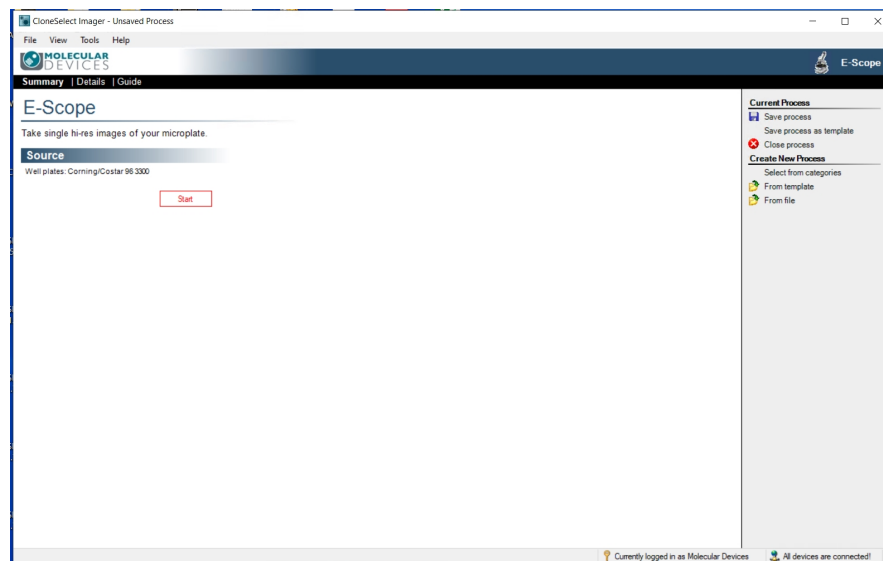 CloneSelect Imager - Unsaved Process
File View Tools Help
MOLECULAR
DEVICES
E-Scope
Summary | Details | Guide
E-Scope
Take single hi-res images of your microplate.
Source
Well plates: Corning/Costar 96 3300
Start
Current Process
Save process
Save process as template
Close process
Create New Process
Select from categories
From template
From file
Currently logged in as Molecular Devices
All devices are connected!